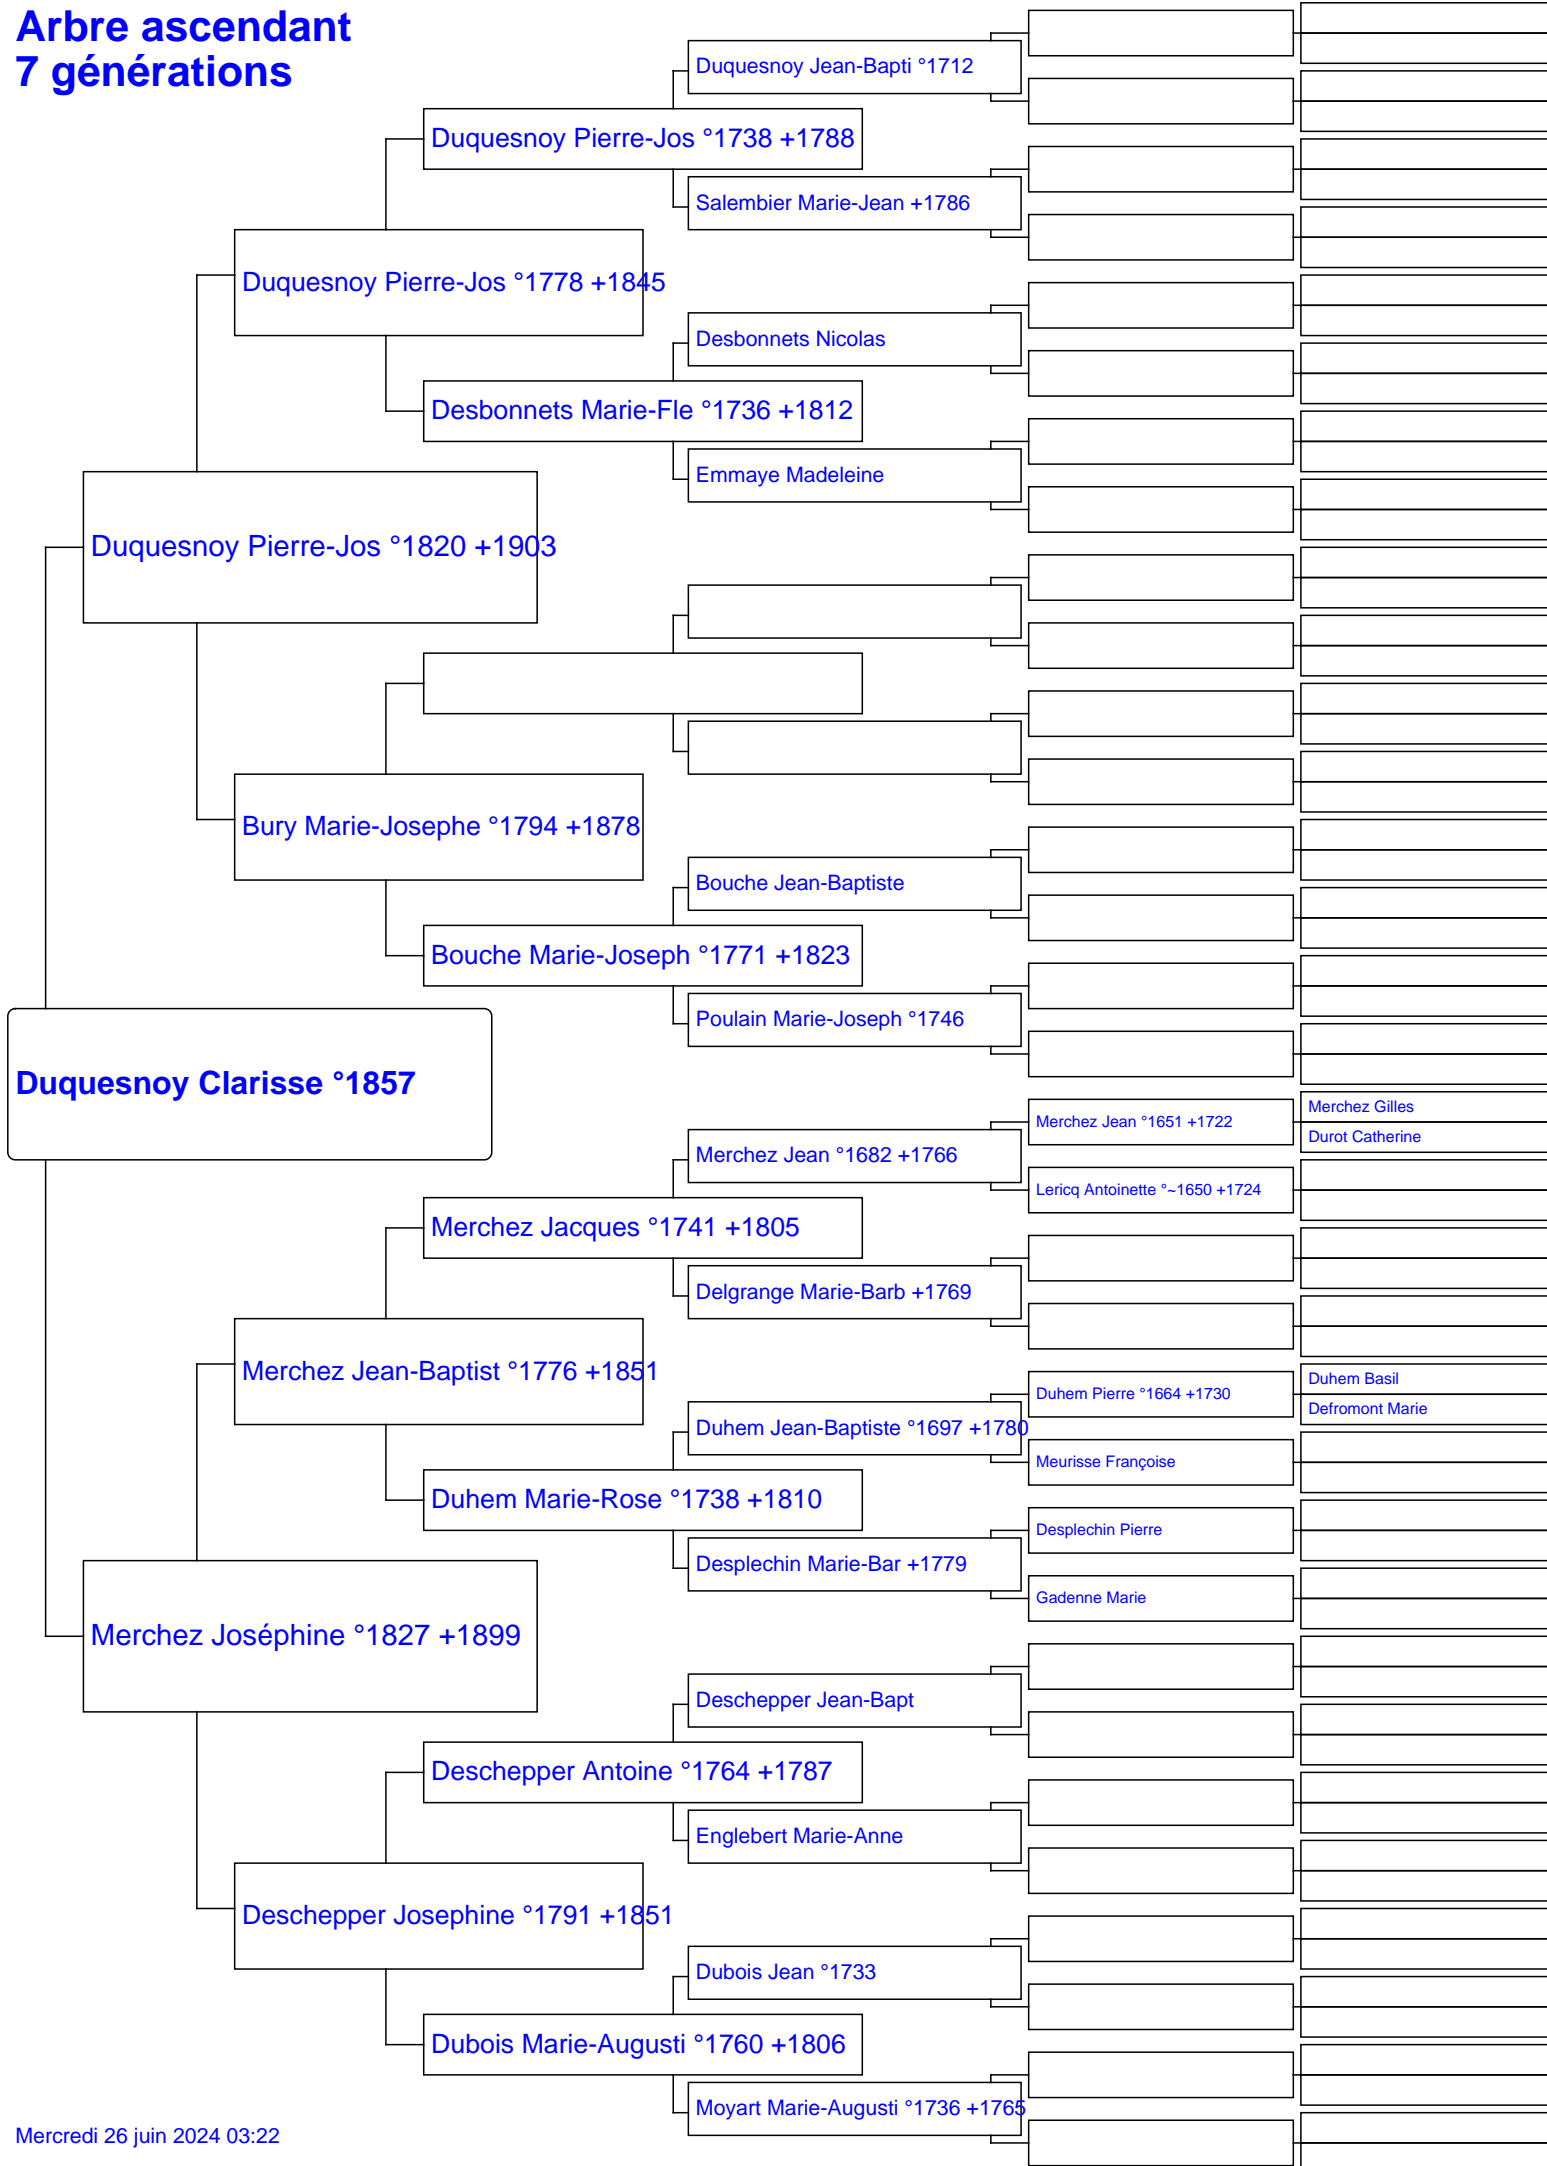 Arbre ascendant
7 générations
Duquesnoy Jean-Bapti °1712
Duquesnoy Pierre-Jos °1738 +1788
Salembier Marie-Jean +1786
Duquesnoy Pierre-Jos °1778 +1845
Desbonnets Nicolas
Desbonnets Marie-Fle °1736 +1812
Emmaye Madeleine
Duquesnoy Pierre-Jos °1820 +1903
Bury Marie-Josephe °1794 +1878
Bouche Jean-Baptiste
Bouche Marie-Joseph °1771 +1823
Poulain Marie-Joseph °1746
Duquesnoy Clarisse °1857
Merchez Gilles
Merchez Jean °1651 +1722
Durot Catherine
Merchez Jean °1682 +1766
Lericq Antoinette °~1650 +1724
Merchez Jacques °1741 +1805
Delgrange Marie-Barb +1769
Merchez Jean-Baptist °1776 +1851
Duhem Basil
Duhem Pierre °1664 +1730
Defromont Marie
Duhem Jean-Baptiste °1697 +1780
Meurisse Françoise
Duhem Marie-Rose °1738 +1810
Desplechin Pierre
Desplechin Marie-Bar +1779
Gadenne Marie
Merchez Joséphine °1827 +1899
Deschepper Jean-Bapt
Deschepper Antoine °1764 +1787
Englebert Marie-Anne
Deschepper Josephine °1791 +1851
Dubois Jean °1733
Dubois Marie-Augusti °1760 +1806
Moyart Marie-Augusti °1736 +1765
Mercredi 26 juin 2024 03:22